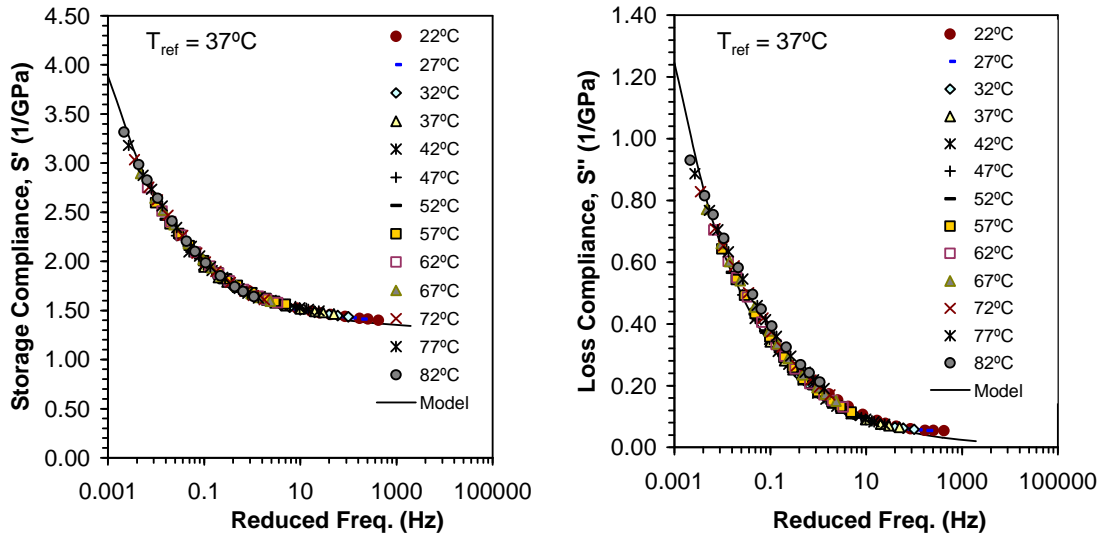 Storage Compliance, S' (1/GPa)
4.50
4.00
3.50
3.00
2.50
2.00
1.50
1.00
0.50
0.00
0.001
0.1
10
1000
100000
Reduced Freq. (Hz)
T_ref = 37ºC
22ºC
27ºC
32ºC
37ºC
42ºC
47ºC
52ºC
57ºC
62ºC
67ºC
72ºC
77ºC
82ºC
Model
Loss Compliance, S'' (1/GPa)
1.40
1.20
1.00
0.80
0.60
0.40
0.20
0.00
0.001
0.1
10
1000
100000
Reduced Freq. (Hz)
T_ref = 37ºC
22ºC
27ºC
32ºC
37ºC
42ºC
47ºC
52ºC
57ºC
62ºC
67ºC
72ºC
77ºC
82ºC
Model